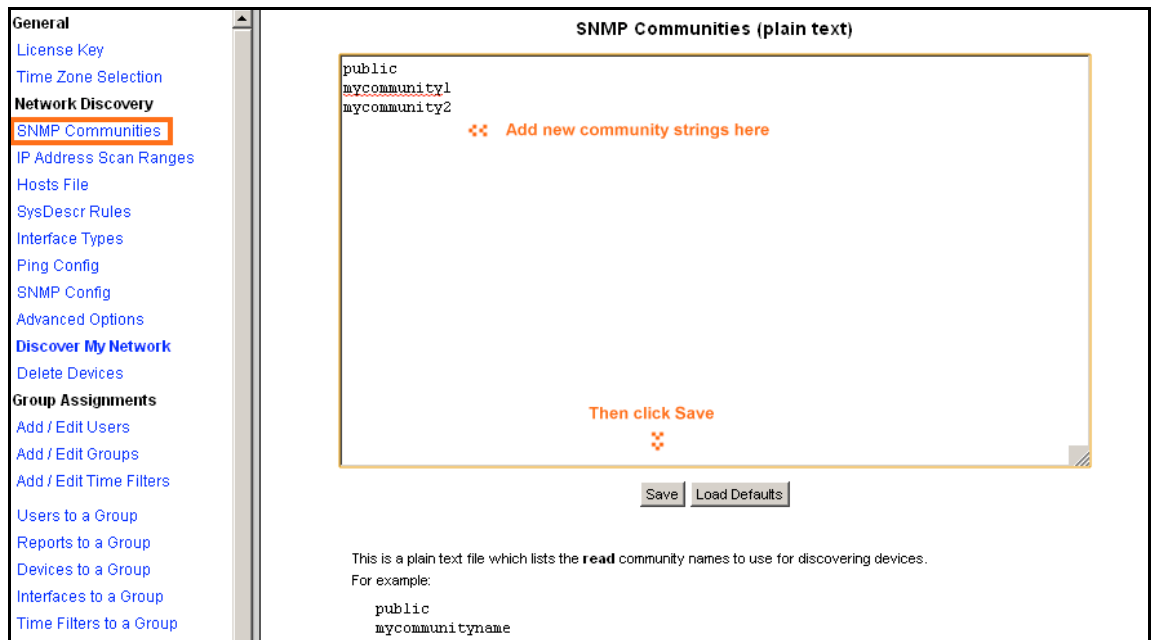 General
License Key
Time Zone Selection
Network Discovery
SNMP Communities
IP Address Scan Ranges
Hosts File
SysDescr Rules
Interface Types
Ping Config
SNMP Config
Advanced Options
Discover My Network
Delete Devices
Group Assignments
Add / Edit Users
Add / Edit Groups
Add / Edit Time Filters
Users to a Group
Reports to a Group
Devices to a Group
Interfaces to a Group
Time Filters to a Group
SNMP Communities (plain text)
public
mycommunity1
mycommunity2
<< Add new community strings here
Then click Save
Save Load Defaults
This is a plain text file which lists the read community names to use for discovering devices.
For example:
public
mycommunityname